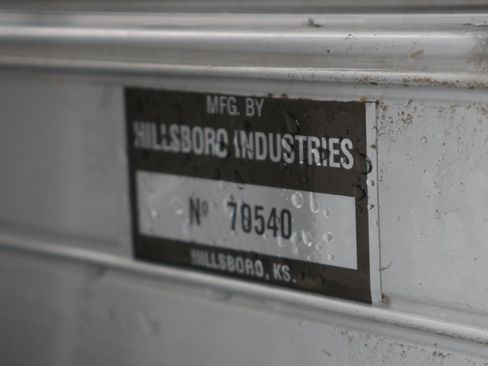 MFG. BY
HILLSBORO INDUSTRIES
Nº 70540
HILLSBORO, KS.